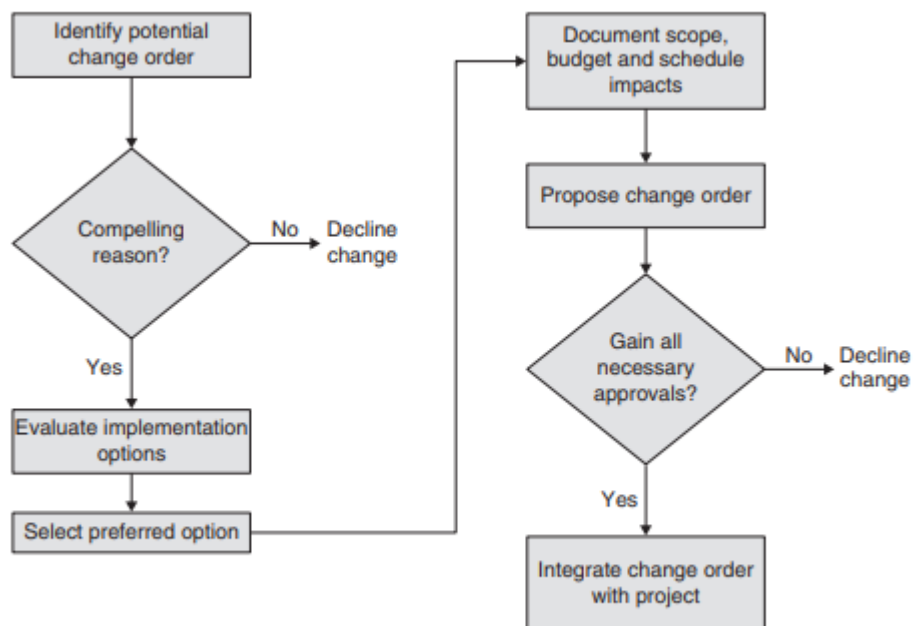 Identify potential
change order
Compelling
reason?
No
Decline
change
Yes
Evaluate implementation
options
Select preferred option
Document scope,
budget and schedule
impacts
Propose change order
Gain all
necessary
approvals?
No
Decline
change
Yes
Integrate change order
with project